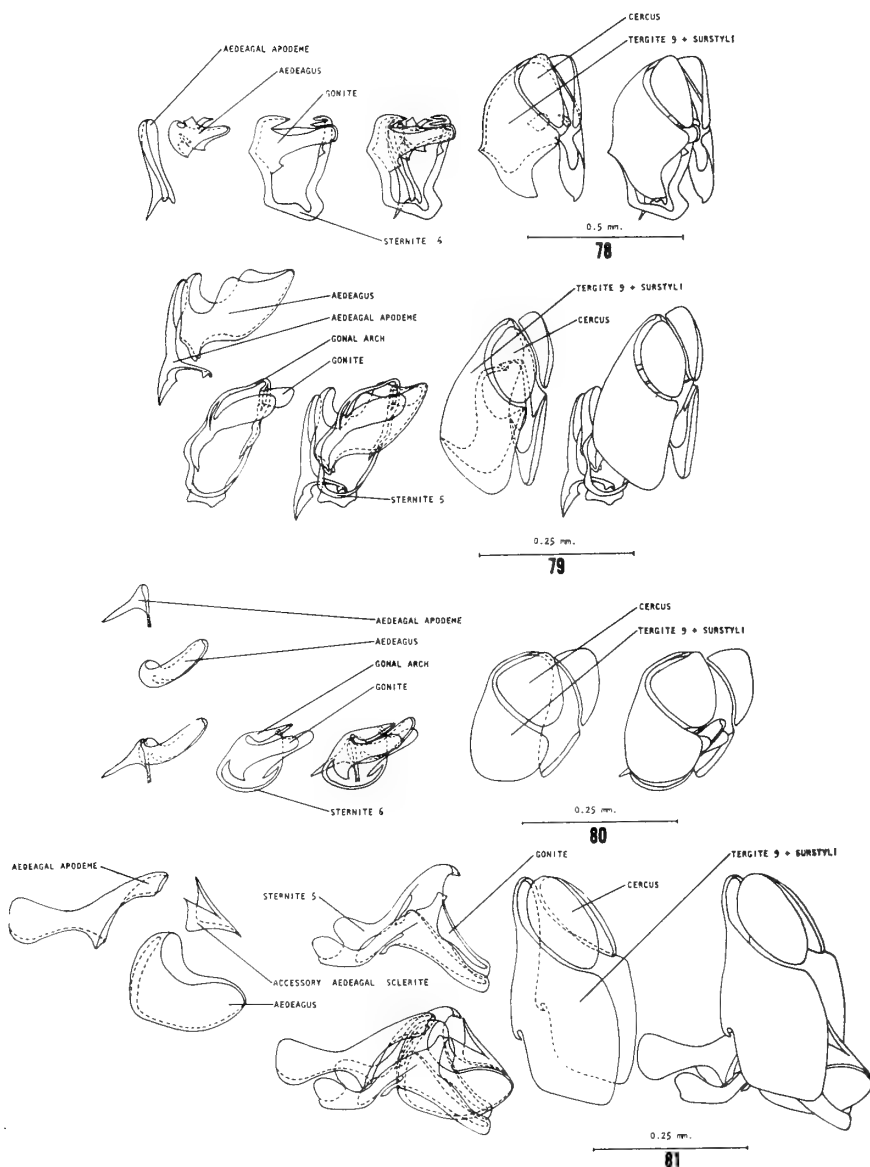 CERCUS
AEDEAGAL APODEME
TERGITE 9 + SURSTYLI
AEDEAGUS
GONITE
STERNITE 6
0.5 mm.
78
TERGITE 9 + SURSTYLI
AEDEAGUS
CERCUS
AEDEAGAL APODEME
GONAL ARCH
GONITE
STERNITE 5
0.25 mm.
79
CERCUS
AEDEAGAL APODEME
TERGITE 9 + SURSTYLI
AEDEAGUS
GONAL ARCH
GONITE
STERNITE 6
0.25 mm.
80
GONITE
TERGITE 9 + SURSTYLI
AEDEAGAL APODEME
CERCUS
STERNITE 5
ACCESSORY AEDEAGAL SCLERITE
AEDEAGUS
0.25 mm.
81